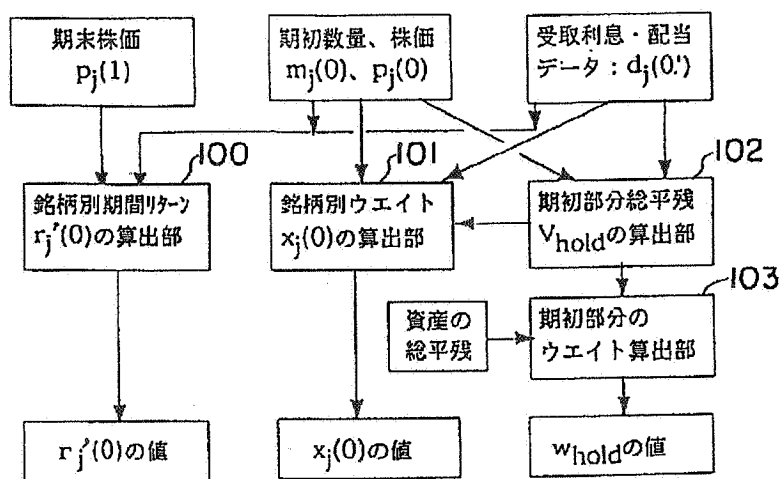 期末株価
pj(1)
期初数量、株価
mj(0)、pj(0)
受取利息・配当
データ：dj(0.')
100
101
102
銘柄別期間リターン
rj'(0)の算出部
銘柄別ウエイト
xj(0)の算出部
期初部分総平残
Vholdの算出部
103
資産の
総平残
期初部分の
ウエイト算出部
rj'(0)の値
xj(0)の値
wholdの値